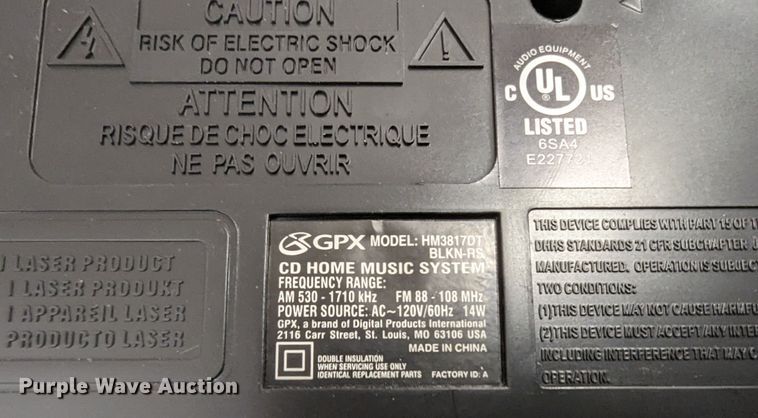 CAUTION
RISK OF ELECTRIC SHOCK
DO NOT OPEN
ATTENTION
RISQUE DE CHOC ELECTRIQUE
NE PAS OUVRIR
AUDIO EQUIPMENT
C UL US
LISTED
6SA4
LASER PRODUCT
I LASER PRODUKT
I APPAREIL LASER
PRODUCTO LASER
GPX MODEL: HM3817DT
BLKN-RS
CD HOME MUSIC SYSTEM
FREQUENCY RANGE:
AM 530 - 1710 kHz FM 88 - 108 MHz
POWER SOURCE: AC~120V/60Hz 14W
GPX, a brand of Digital Products International
2116 Carr Street, St. Louis, MO 63106 USA
MADE IN CHINA
DOUBLE INSULATION
WHEN SERVICING USE ONLY
IDENTICAL REPLACEMENT PARTS
FACTORY ID: A
THIS DEVICE COMPLIES WITH PART 15 OF
DHHS STANDARDS 21 CFR SUBCHAPTER
MANUFACTURED. OPERATION IS SUBJECT
TWO CONDITIONS:
(1)THIS DEVICE MAY NOT CAUSE
(2)THIS DEVICE MUST ACCEPT ANY
INCLUDING INTERFERENCE THAT MAY
OPERATION.
Purple Wave Auction